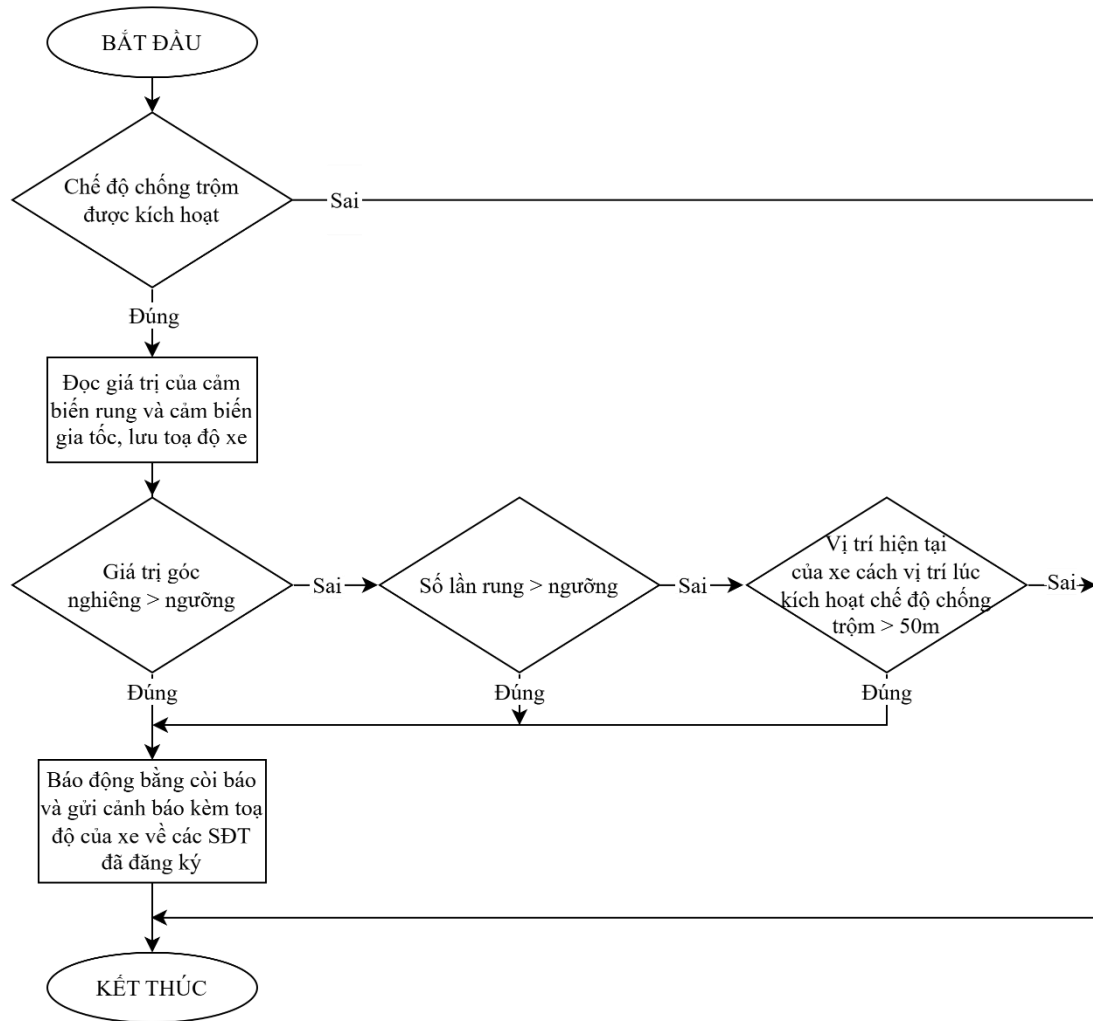 BẮT ĐẦU
Chế độ chống trộm
được kích hoạt
Sai
Đúng
Đọc giá trị của cảm
biến rung và cảm biến
gia tốc, lưu toạ độ xe
Giá trị góc
nghiêng > ngưỡng
Sai
Số lần rung > ngưỡng
Sai
Vị trí hiện tại
của xe cách vị trí lúc
kích hoạt chế độ chống
trộm > 50m
Sai
Đúng
Đúng
Đúng
Báo động bằng còi báo
và gửi cảnh báo kèm toạ
độ của xe về các SĐT
đã đăng ký
KẾT THÚC